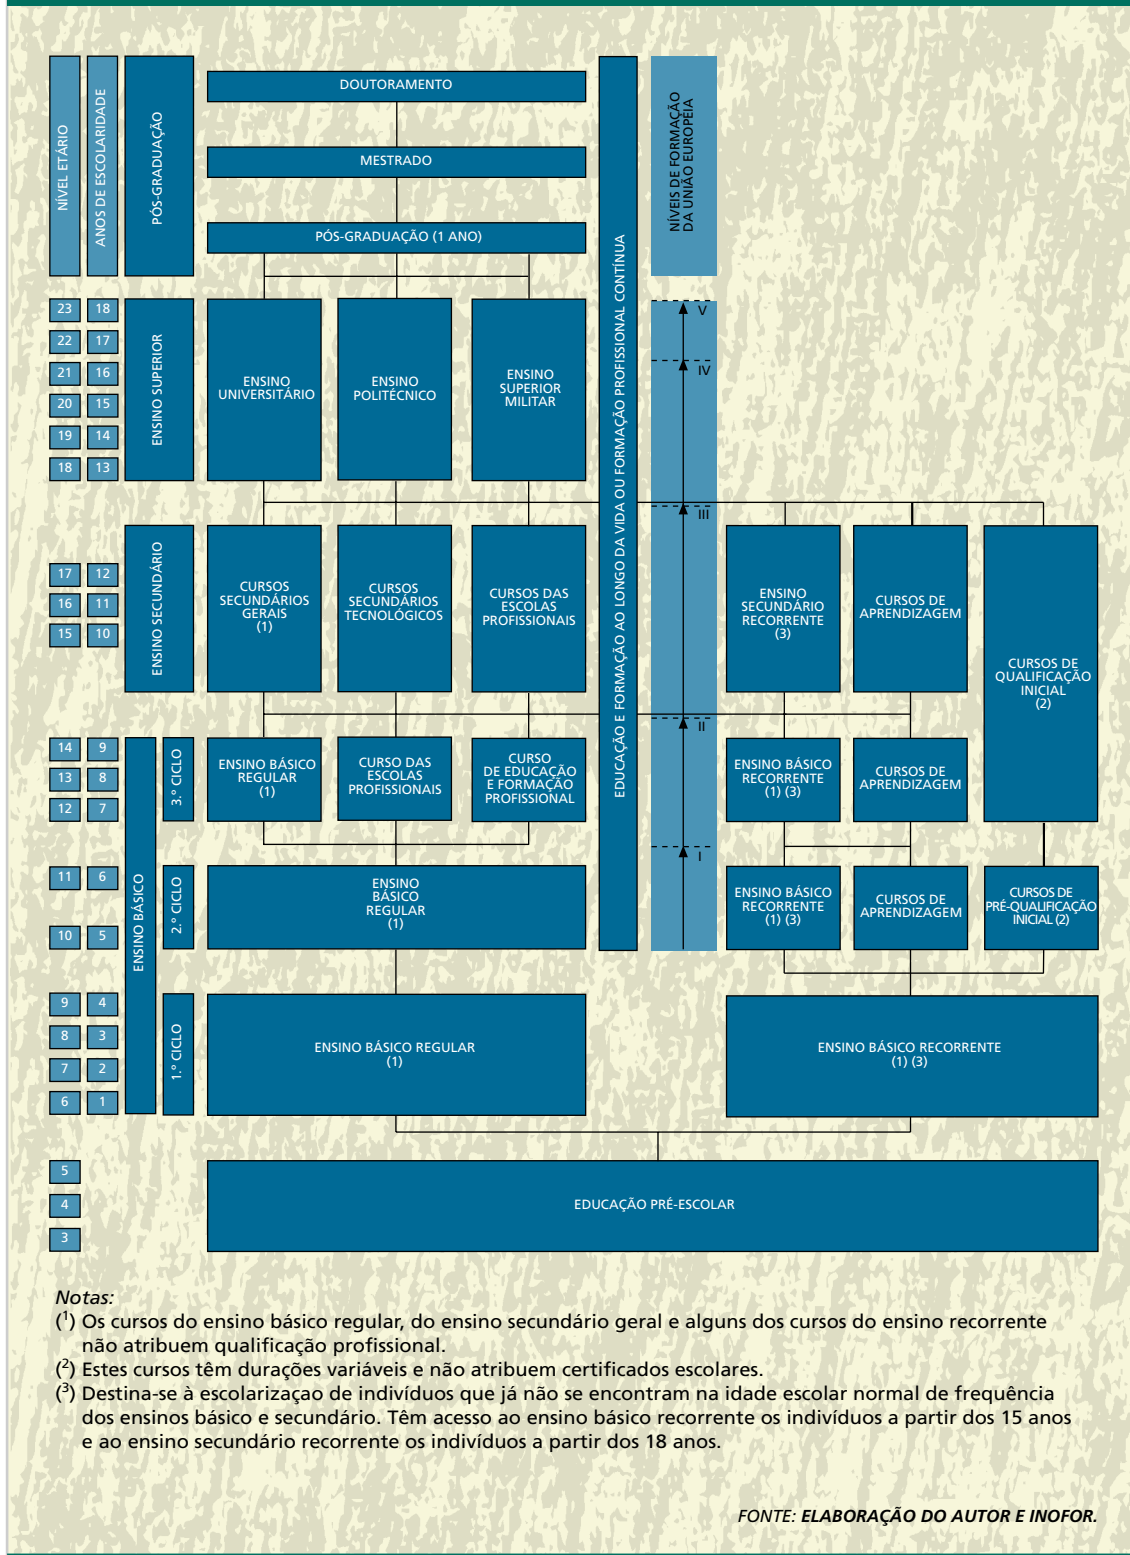 NÍVEL ETÁRIO
ANOS DE ESCOLARIDADE
PÓS-GRADUAÇÃO
DOUTORAMENTO
MESTRADO
PÓS-GRADUAÇÃO (1 ANO)
EDUCAÇÃO E FORMAÇÃO AO LONGO DA VIDA OU FORMAÇÃO PROFISSIONAL CONTÍNUA
NÍVEIS DE FORMAÇÃO
DA UNIÃO EUROPEIA
23 18
22 17
21 16
20 15
19 14
18 13
ENSINO SUPERIOR
ENSINO
UNIVERSITÁRIO
ENSINO
POLITÉCNICO
ENSINO
SUPERIOR
MILITAR
V
IV
III
II
I
17 12
16 11
15 10
ENSINO SECUNDÁRIO
CURSOS
SECUNDÁRIOS
GERAIS
(1)
CURSOS
SECUNDÁRIOS
TECNOLÓGICOS
CURSOS DAS
ESCOLAS
PROFISSIONAIS
ENSINO
SECUNDÁRIO
RECORRENTE
(3)
CURSOS DE
APRENDIZAGEM
CURSOS DE
QUALIFICAÇÃO
INICIAL
(2)
14 9
13 8
12 7
ENSINO BÁSICO
3.º CICLO
ENSINO BÁSICO
REGULAR
(1)
CURSO DAS
ESCOLAS
PROFISSIONAIS
CURSO
DE EDUCAÇÃO
E FORMAÇÃO
PROFISSIONAL
ENSINO BÁSICO
RECORRENTE
(1) (3)
CURSOS DE
APRENDIZAGEM
11 6
10 5
2.º CICLO
ENSINO
BÁSICO
REGULAR
(1)
ENSINO BÁSICO
RECORRENTE
(1) (3)
CURSOS DE
APRENDIZAGEM
CURSOS DE
PRÉ-QUALIFICAÇÃO
INICIAL (2)
9 4
8 3
7 2
6 1
1.º CICLO
ENSINO BÁSICO REGULAR
(1)
ENSINO BÁSICO RECORRENTE
(1) (3)
5
4
3
EDUCAÇÃO PRÉ-ESCOLAR
Notas:
(¹) Os cursos do ensino básico regular, do ensino secundário geral e alguns dos cursos do ensino recorrente
não atribuem qualificação profissional.
(²) Estes cursos têm durações variáveis e não atribuem certificados escolares.
(³) Destina-se à escolarizaçao de indivíduos que já não se encontram na idade escolar normal de frequência
dos ensinos básico e secundário. Têm acesso ao ensino básico recorrente os indivíduos a partir dos 15 anos
e ao ensino secundário recorrente os indivíduos a partir dos 18 anos.
FONTE: ELABORAÇÃO DO AUTOR E INOFOR.